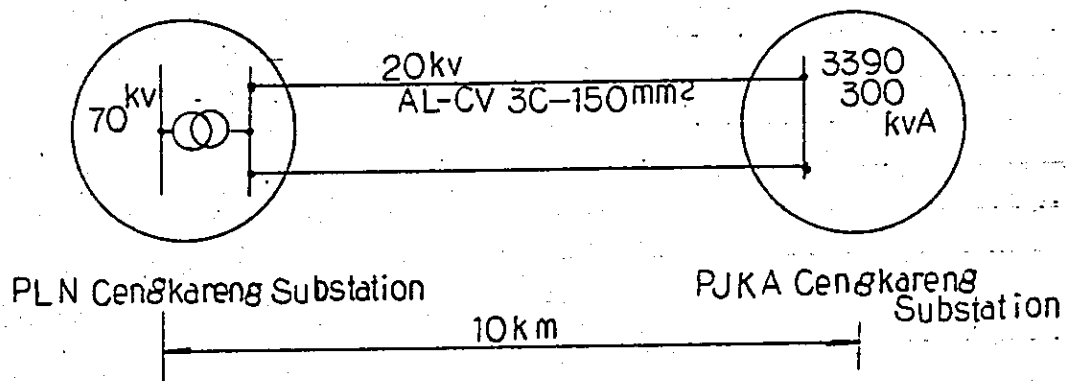 70kv
20kv
AL-CV 3C-150mm²
3390
300
kvA
PLN Cengkareng Substation
PJKA Cengkareng
Substation
10km